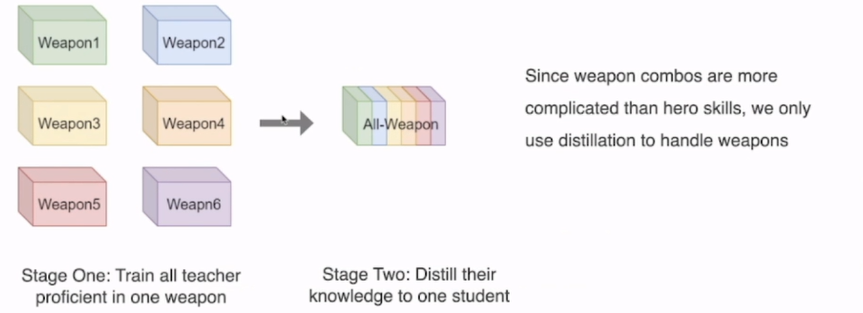 Weapon1
Weapon2
Weapon3
Weapon4
Weapon5
Weapn6
All-Weapon
Since weapon combos are more
complicated than hero skills, we only
use distillation to handle weapons
Stage One: Train all teacher
proficient in one weapon
Stage Two: Distill their
knowledge to one student